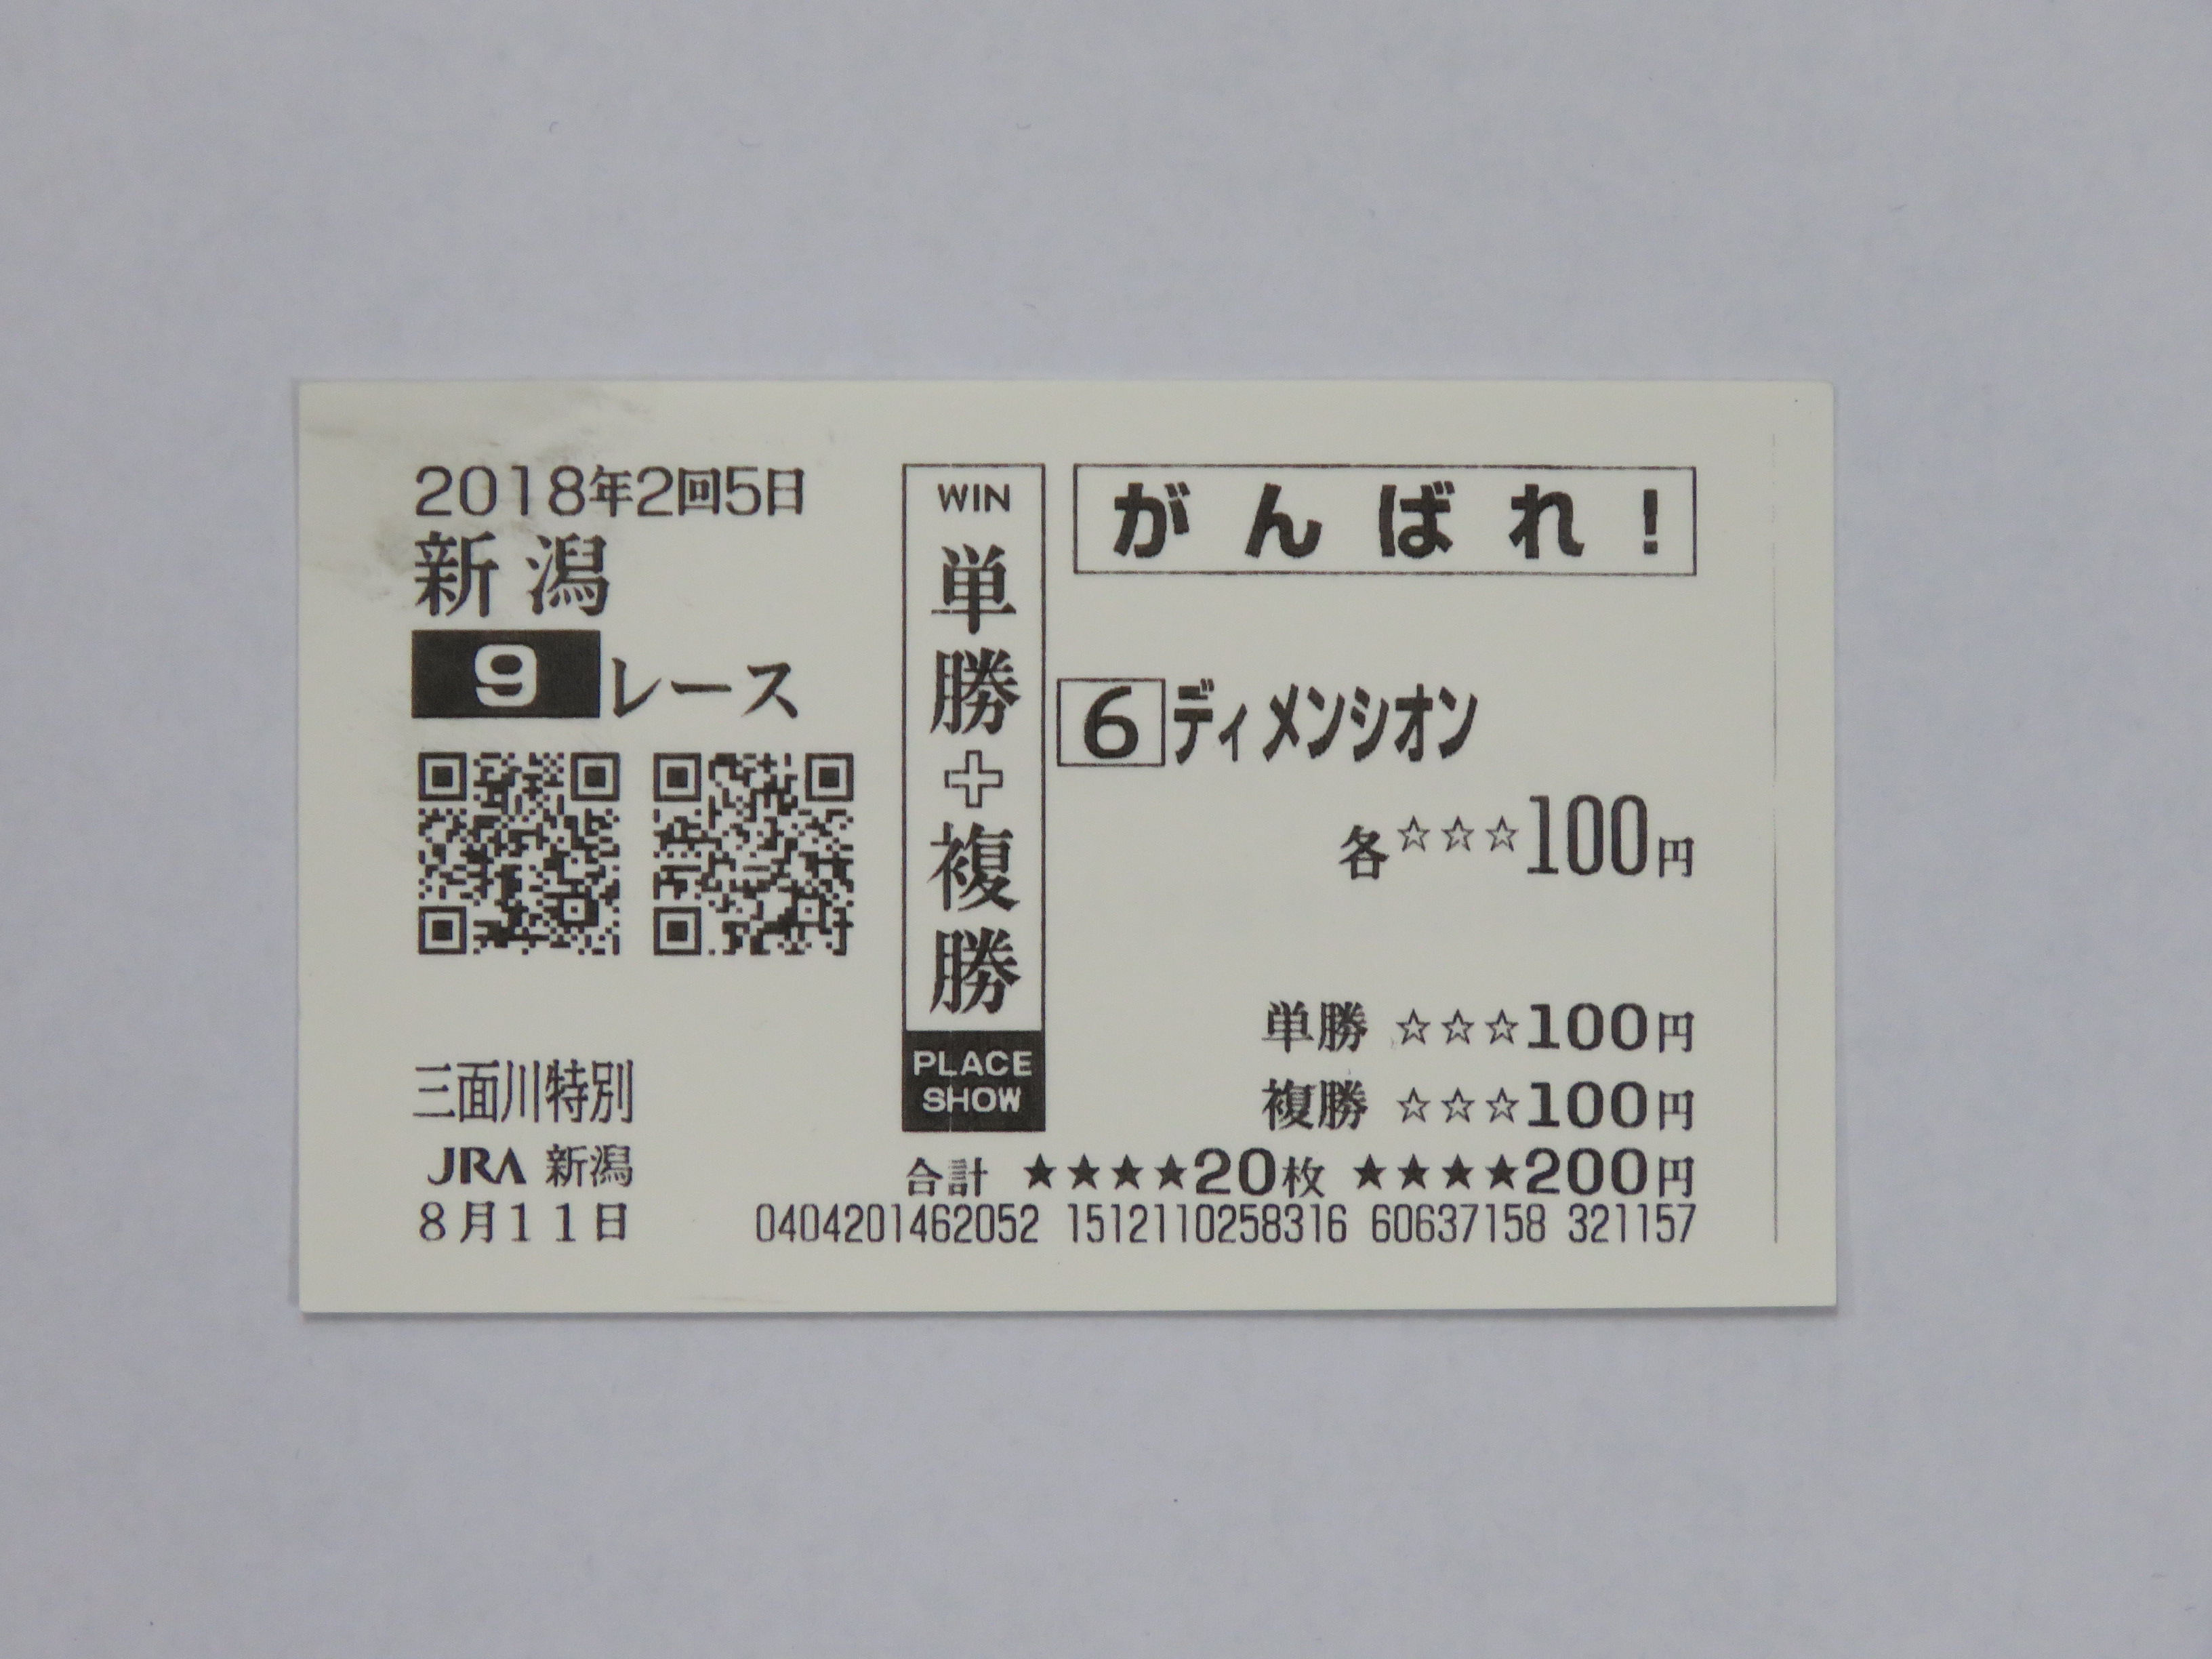 2018年2回5日
新潟
9レース
三面川特別
JRA 新潟
8月11日
WIN
単勝+複勝
PLACE
SHOW
がんばれ!
6 ディメンシオン
各☆☆☆100円
単勝 ☆☆☆100円
複勝 ☆☆☆100円
合計 ★★★★20枚 ★★★★200円
0404201462052 1512110258316 60637158 321157